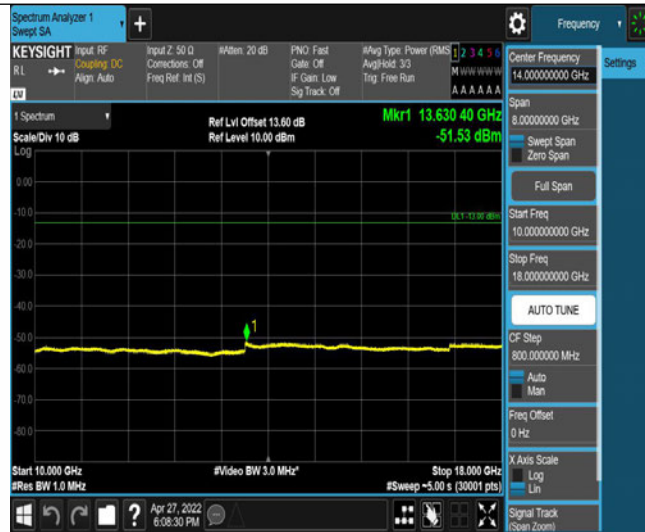 Spectrum Analyzer 1
Swept SA
+
Frequency
KEYSIGHT
RL
Input: RF
Coupling: DC
Align: Auto
Input Z: 50 Ω
Corrections: Off
Freq Ref: Int (S)
#Atten: 20 dB
PNO: Fast
Gate: Off
IF Gain: Low
Sig Track: Off
#Avg Type: Power (RMS
Avg|Hold: 3/3
Trig: Free Run
1 2 3 4 5 6
M W W W W W
A A A A A A
1 Spectrum
Scale/Div 10 dB
Log
Ref Lvl Offset 13.60 dB
Ref Level 10.00 dBm
Mkr1 13.630 40 GHz
-51.53 dBm
0.00
-10.0
-20.0
-30.0
-40.0
-50.0
-60.0
-70.0
-80.0
DL1 -13.00 dBm
1
Start 10.000 GHz
#Res BW 1.0 MHz
#Video BW 3.0 MHz*
Stop 18.000 GHz
#Sweep ~5.00 s (30001 pts)
Apr 27, 2022
6:08:30 PM
?
Center Frequency
14.000000000 GHz
Settings
Span
8.00000000 GHz
Swept Span
Zero Span
Full Span
Start Freq
10.000000000 GHz
Stop Freq
18.000000000 GHz
AUTO TUNE
CF Step
800.000000 MHz
Auto
Man
Freq Offset
0 Hz
X Axis Scale
Log
Lin
Signal Track
(Span Zoom)